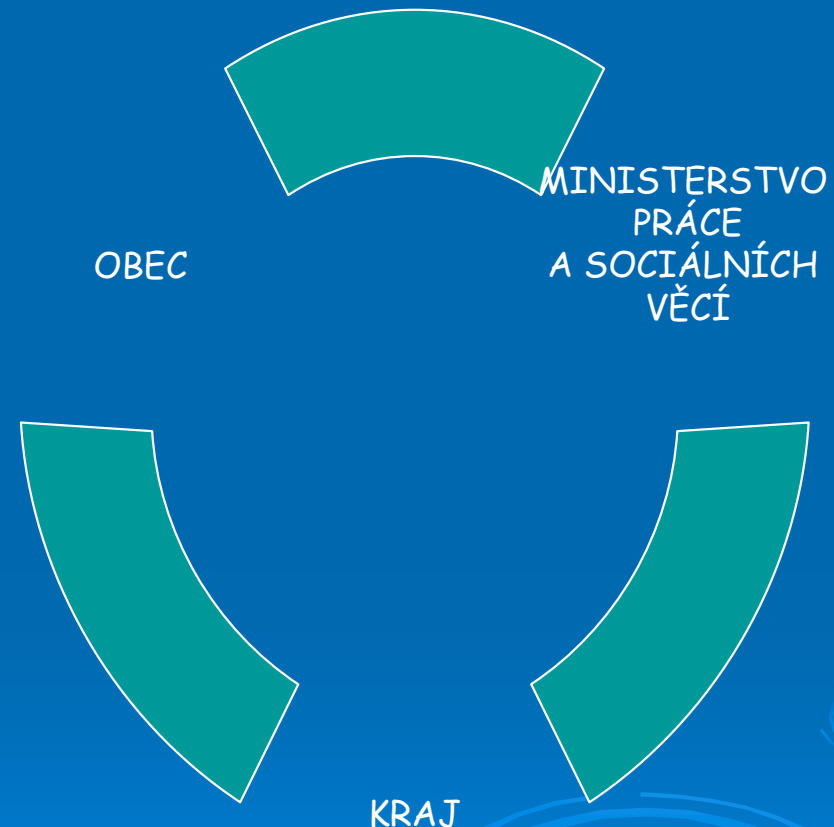 OBEC
MINISTERSTVO
PRÁCE
A SOCIÁLNÍCH
VĚCÍ
KRAJ